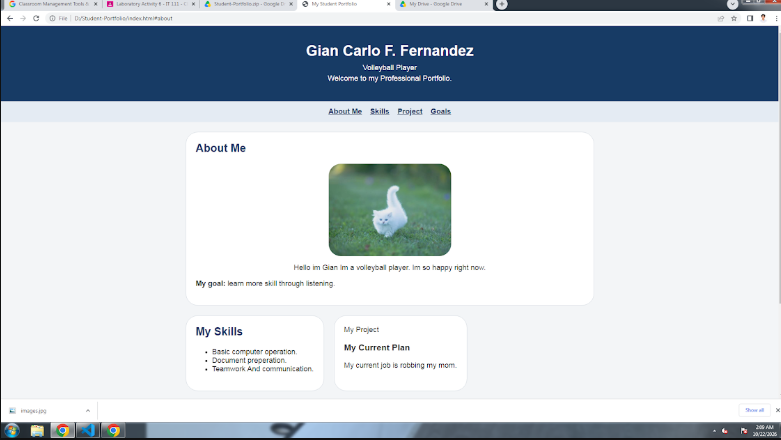 Classroom Management Tools &
Laboratory Activity 6 - IT 111 -
Student-Portfolio.zip - Google D
My Student Portfolio
My Drive - Google Drive
File
D:/Student-Portfolio/index.html#about
Gian Carlo F. Fernandez
Volleyball Player
Welcome to my Professional Portfolio.
About Me Skills Project Goals
About Me
Hello im Gian Im a volleyball player. Im so happy right now.
My goal: learn more skill through listening.
My Skills
• Basic computer operation.
• Document preperation.
• Teamwork And communication.
My Project
My Current Plan
My current job is robbing my mom.
images.jpg
Show all
2:09 AM